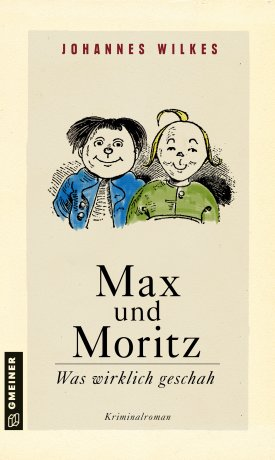 JOHANNES WILKES
Max
und
Moritz
Was wirklich geschah
Kriminalroman
GMEINER